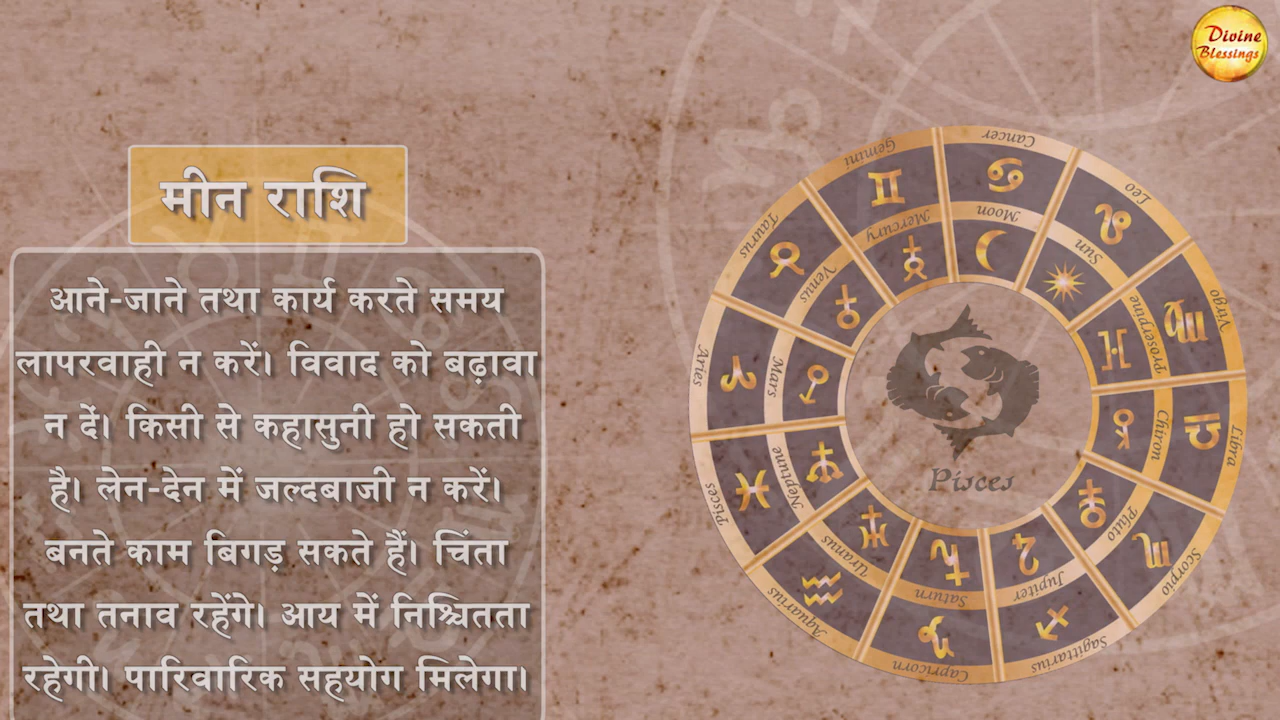 Divine
Blessings
मीन राशि
आने-जाने तथा कार्य करते समय
लापरवाही न करें। विवाद को बढ़ावा
न दें। किसी से कहासुनी हो सकती
है। लेन-देन में जल्दबाजी न करें।
बनते काम बिगड़ सकते हैं। चिंता
तथा तनाव रहेंगे। आय में निश्चितता
रहेगी। पारिवारिक सहयोग मिलेगा।
Cancer
Leo
Virgo
Libra
Scorpio
Sagittarius
Capricorn
Aquarius
Pisces
Aries
Taurus
Gemini
Moon
Sun
Proserpine
Chiron
Pluto
Jupiter
Saturn
Uranus
Neptune
Mars
Venus
Mercury
Pisces